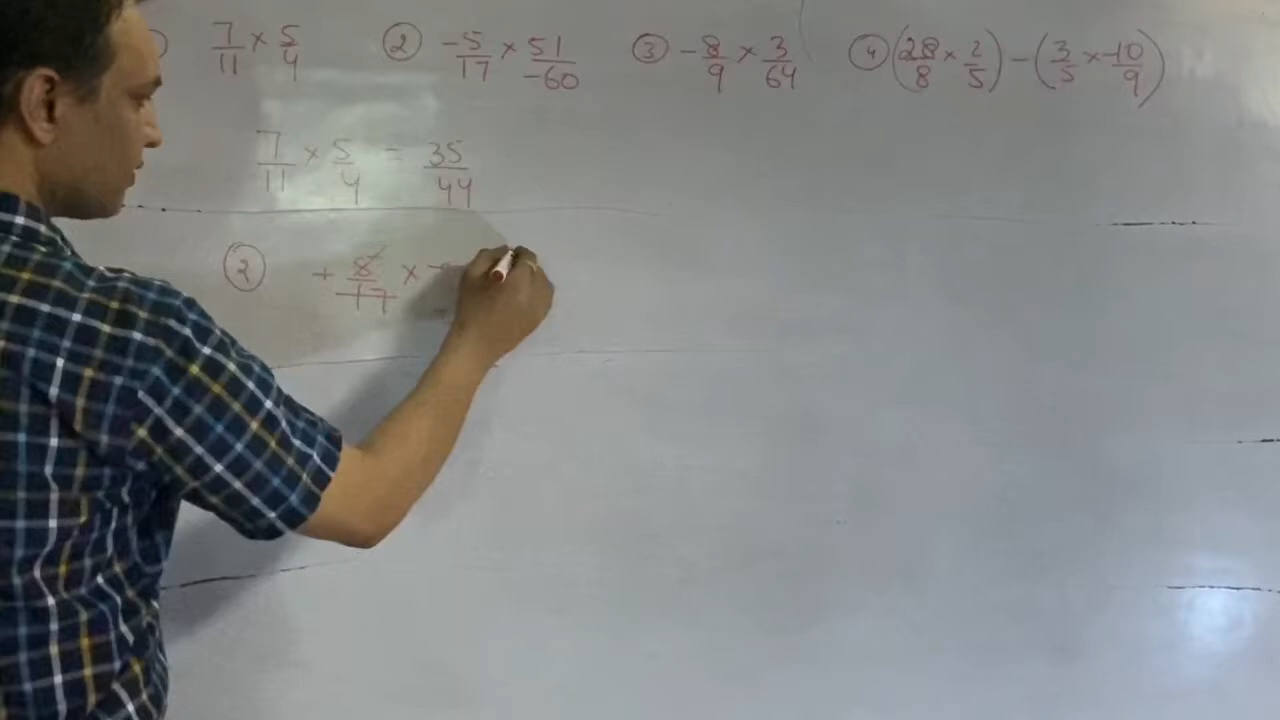 7/11 × 5/4 ② -5/17 × 51/-60 ③ -8/9 × 3/64 ④ (28/8 × 2/5) - (3/5 × -10/9)
7/11 × 5/4 = 35/44
② + 8/17 ×